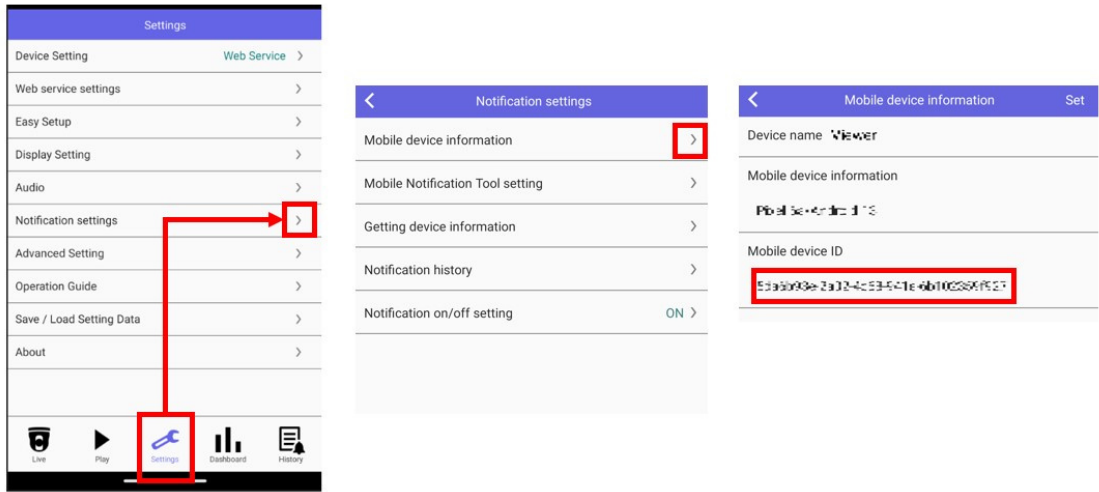 Settings
Device Setting Web Service
Web service settings
Easy Setup
Display Setting
Audio
Notification settings
Advanced Setting
Operation Guide
Save / Load Setting Data
About
Live Play Settings Dashboard History
Notification settings
Mobile device information
Mobile Notification Tool setting
Getting device information
Notification history
Notification on/off setting ON
Mobile device information Set
Device name Viewer
Mobile device information
Mobile device ID